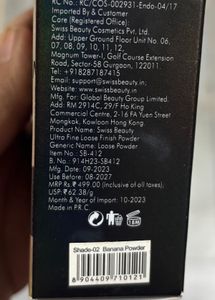 RC No.: RC/COS-002931-Endo-04/17
Imported By & Customer
Care (Registered Office):
Swiss Beauty Cosmetics Pvt. Ltd.
Add: Upper Ground Floor Unit No. 06,
07, 08, 09, 10, 11, 12,
Magnum Tower-I, Golf Course Extension
Road, Sector-58 Gurgaon, 122011.
Tel: +918287187415
Email: support@swissbeauty.in
Website: www.swissbeauty.in
Mfg. For: Global Beauty Group Limited.
Add: RM 2914C, 29/F Ho King Commercial
Centre, 2-16 FA Yuen Street
Mongkok, Kowloon Hong Kong.
Product Name: Swiss Beauty
Ultra Fine Loose Finish Powder
Generic Name: Loose Powder
Item No.: SB-412
B. No.: 914H23-SB-412
Mfg. Dt.: 09-2023
Use Before: 08-2027
MRP Rs ₹ 499.00 (Inclusive of all taxes).
USP: ₹62.38/g
Month & Year of Import: 10-2023
Made in P.R.C.
Shade-02 Banana Powder
8 904409 710121